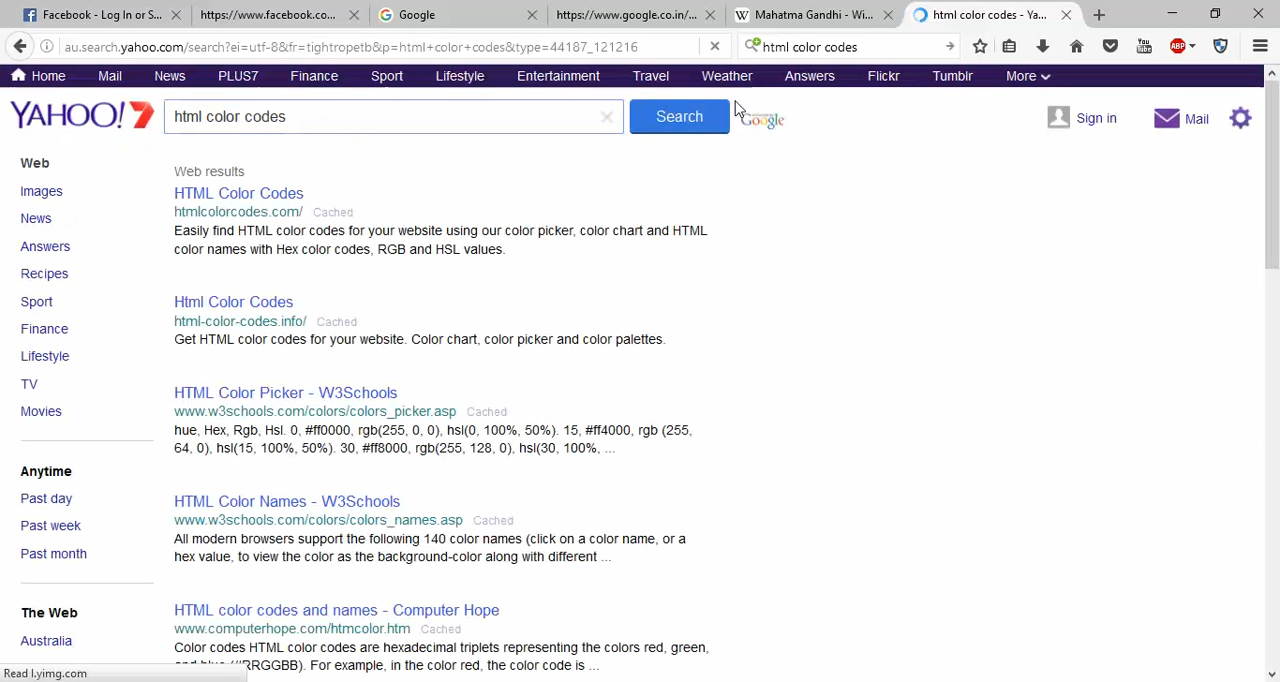 Facebook - Log In or S...
https://www.facebook.co...
Google
https://www.google.co.in/...
Mahatma Gandhi - Wi...
html color codes - Ya...
au.search.yahoo.com/search?ei=utf-8&fr=tightropetb&p=html+color+codes&type=44187_121216
html color codes
Home Mail News PLUS7 Finance Sport Lifestyle Entertainment Travel Weather Answers Flickr Tumblr More
YAHOO!7
html color codes
Search
Google
Sign in
Mail
Web
Images
News
Answers
Recipes
Sport
Finance
Lifestyle
TV
Movies
Anytime
Past day
Past week
Past month
The Web
Australia
Web results
HTML Color Codes
htmlcolorcodes.com/ Cached
Easily find HTML color codes for your website using our color picker, color chart and HTML
color names with Hex color codes, RGB and HSL values.
Html Color Codes
html-color-codes.info/ Cached
Get HTML color codes for your website. Color chart, color picker and color palettes.
HTML Color Picker - W3Schools
www.w3schools.com/colors/colors_picker.asp Cached
hue, Hex, Rgb, Hsl. 0, #ff0000, rgb(255, 0, 0), hsl(0, 100%, 50%). 15, #ff4000, rgb (255,
64, 0), hsl(15, 100%, 50%). 30, #ff8000, rgb(255, 128, 0), hsl(30, 100%, ...
HTML Color Names - W3Schools
www.w3schools.com/colors/colors_names.asp Cached
All modern browsers support the following 140 color names (click on a color name, or a
hex value, to view the color as the background-color along with different ...
HTML color codes and names - Computer Hope
www.computerhope.com/htmcolor.htm Cached
Color codes HTML color codes are hexadecimal triplets representing the colors red, green,
and blue (#RRGGBB). For example, in the color red, the color code is ...
Read l.yimg.com